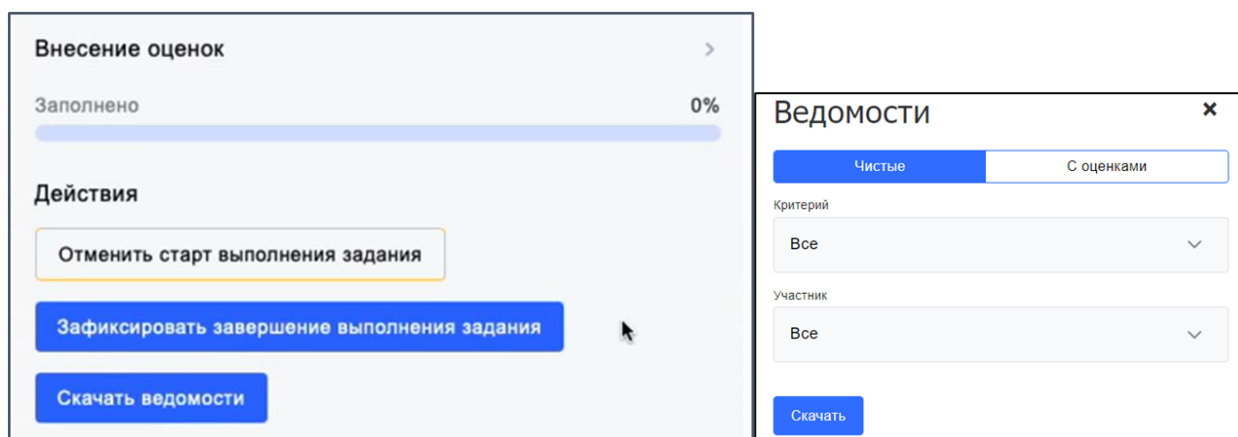 Внесение оценок
Заполнено 0%
Действия
Отменить старт выполнения задания
Зафиксировать завершение выполнения задания
Скачать ведомости
Ведомости
Чистые С оценками
Критерий
Все
Участник
Все
Скачать